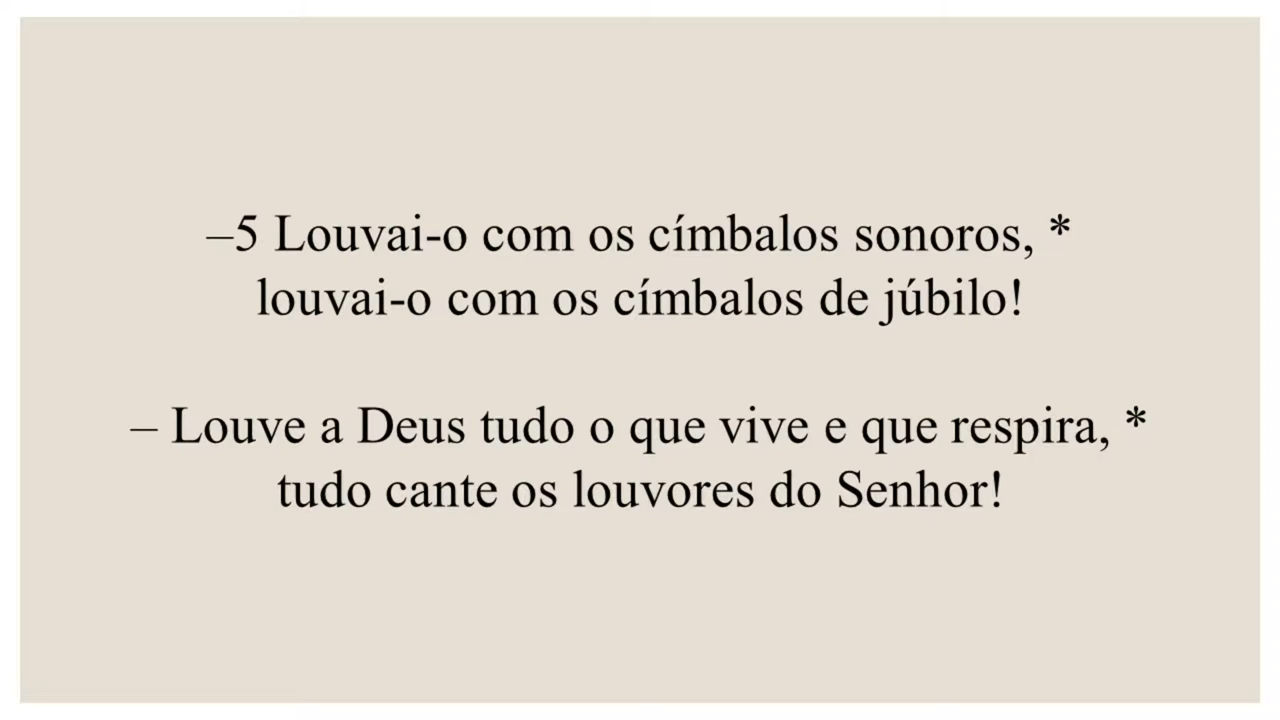 –5 Louvai-o com os címbalos sonoros, *
louvai-o com os címbalos de júbilo!
– Louve a Deus tudo o que vive e que respira, *
tudo cante os louvores do Senhor!